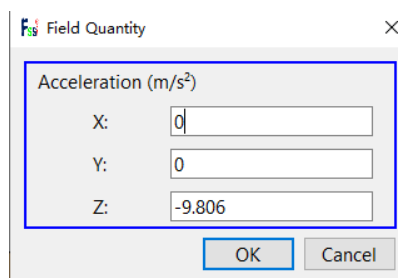 Field Quantity
Acceleration (m/s²)
X: 0
Y: 0
Z: -9.806
OK Cancel